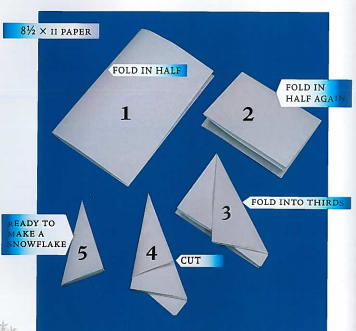 8½ × 11 PAPER
FOLD IN HALF
1
FOLD IN
HALF AGAIN
2
FOLD INTO THIRDS
3
READY TO
MAKE A
SNOWFLAKE
5
4
CUT